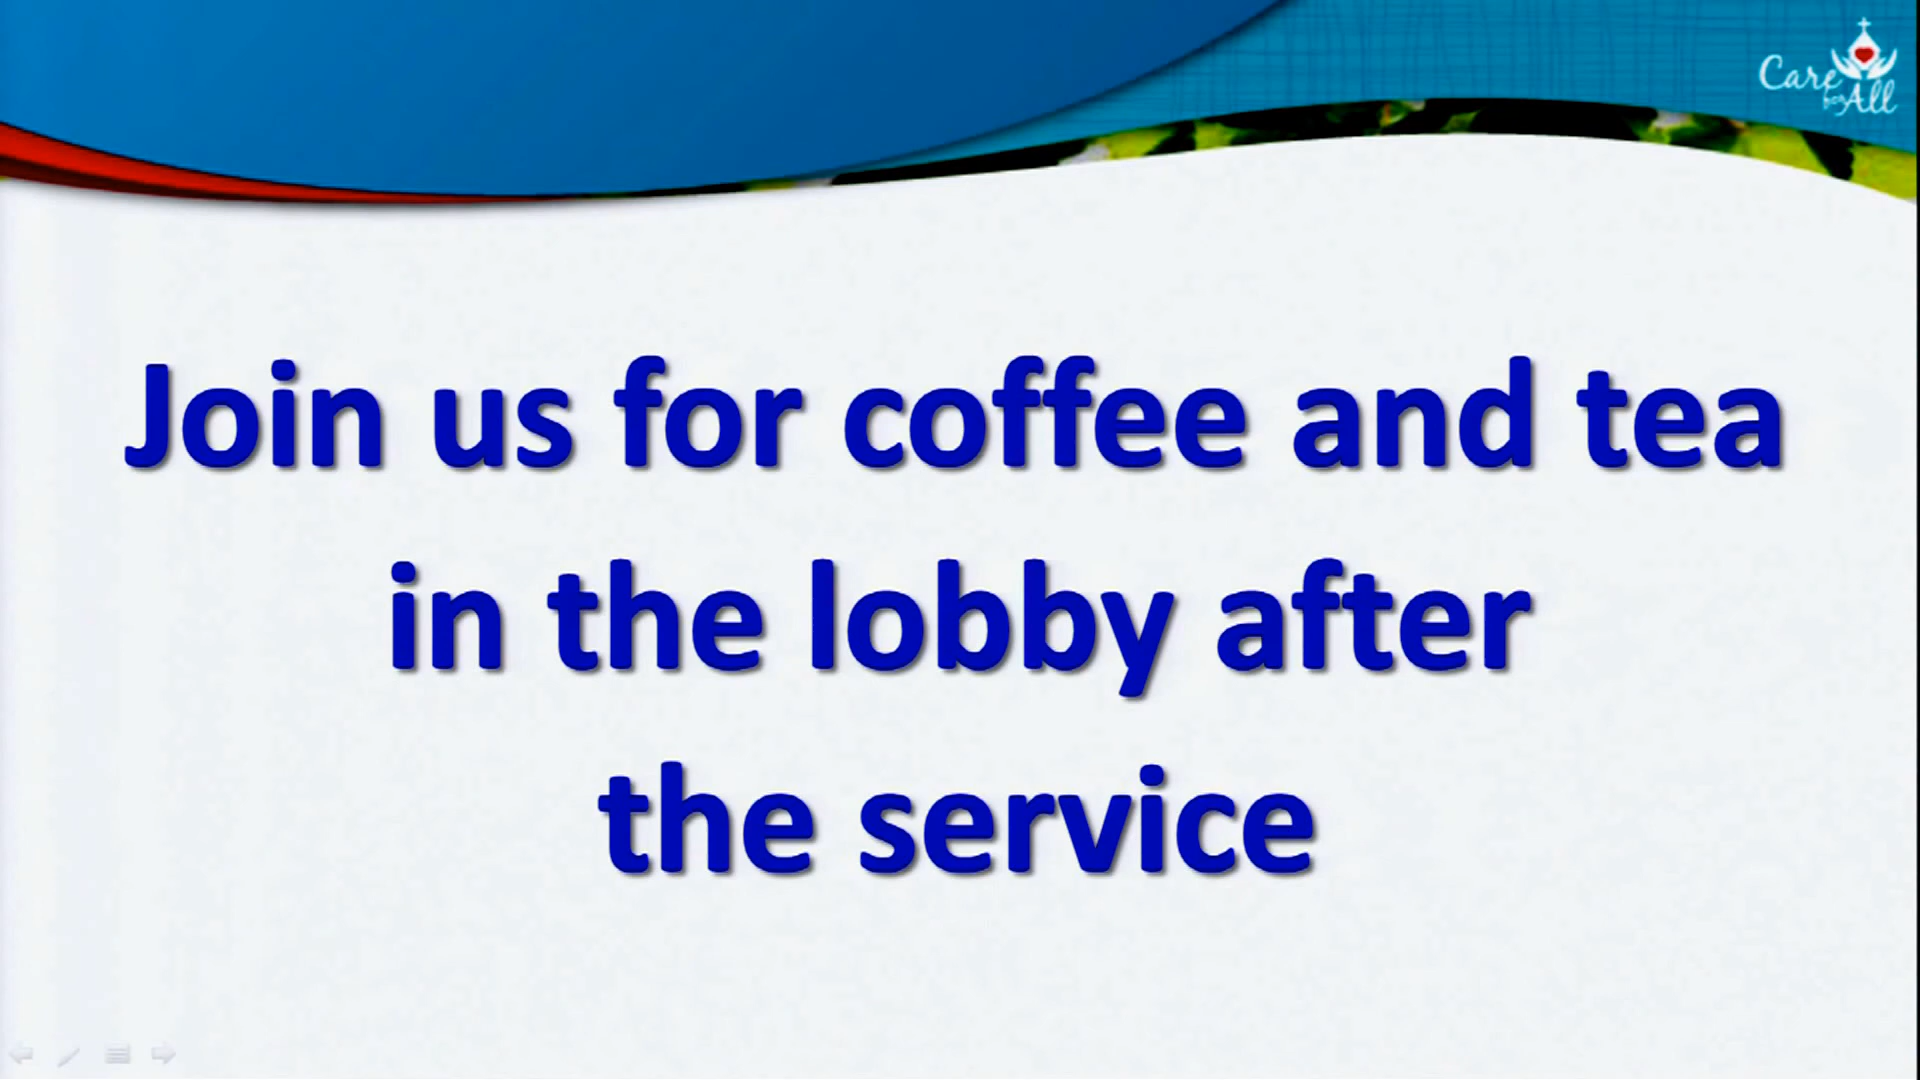 Care
for All
Join us for coffee and tea
in the lobby after
the service